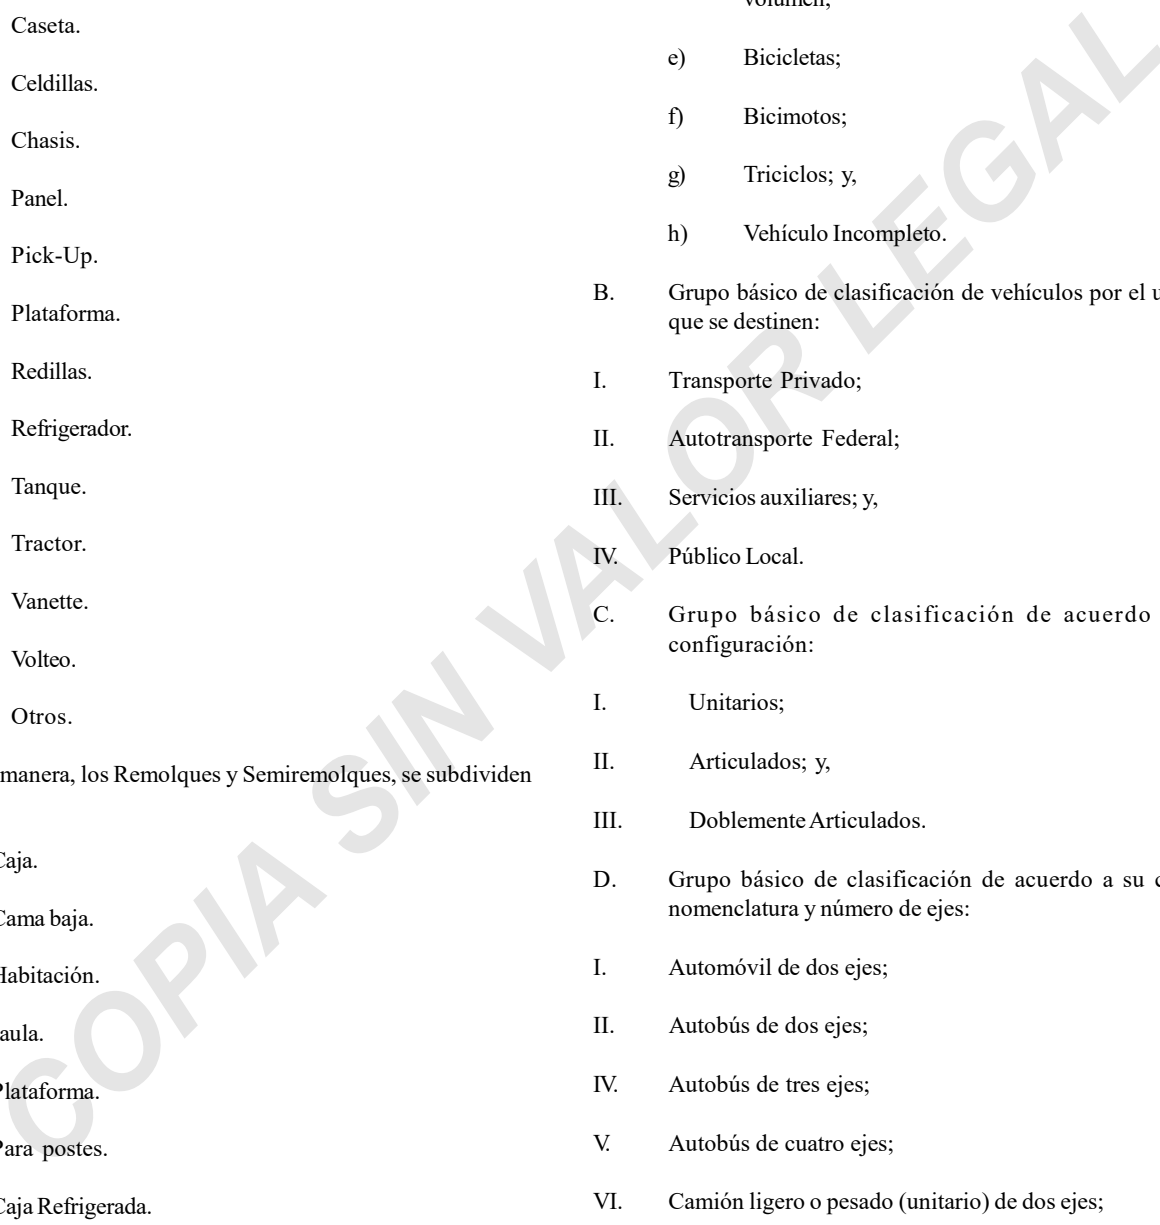 Caseta.
Celdillas.
Chasis.
Panel.
Pick-Up.
Plataforma.
Redillas.
Refrigerador.
Tanque.
Tractor.
Vanette.
Volteo.
Otros.
manera, los Remolques y Semiremolques, se subdividen
Caja.
Cama baja.
Habitación.
aula.
Plataforma.
Para postes.
Caja Refrigerada.
volumen;
e) Bicicletas;
f) Bicimotos;
g) Triciclos; y,
h) Vehículo Incompleto.
B. Grupo básico de clasificación de vehículos por el
que se destinen:
I. Transporte Privado;
II. Autotransporte Federal;
III. Servicios auxiliares; y,
IV. Público Local.
C. Grupo básico de clasificación de acuerdo
configuración:
I. Unitarios;
II. Articulados; y,
III. Doblemente Articulados.
D. Grupo básico de clasificación de acuerdo a su
nomenclatura y número de ejes:
I. Automóvil de dos ejes;
II. Autobús de dos ejes;
IV. Autobús de tres ejes;
V. Autobús de cuatro ejes;
VI. Camión ligero o pesado (unitario) de dos ejes;
COPIA SIN VALOR LEGAL